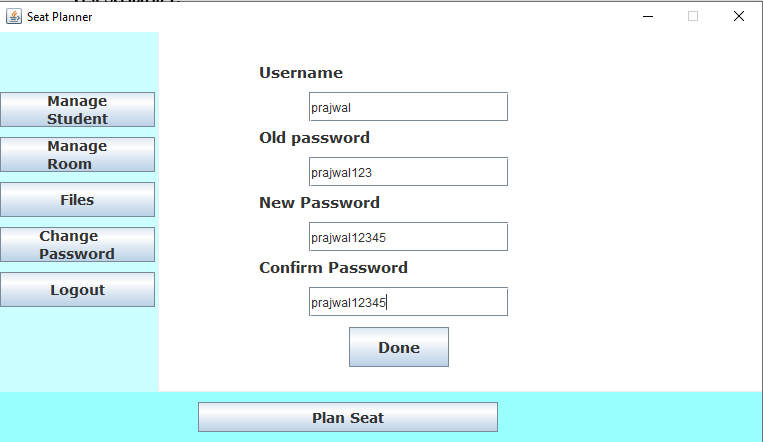 Seat Planner
Username
prajwal
Manage
Student
Old password
Manage
Room
prajwal123
Files
New Password
Change
Password
prajwal12345
Confirm Password
Logout
prajwal12345
Done
Plan Seat